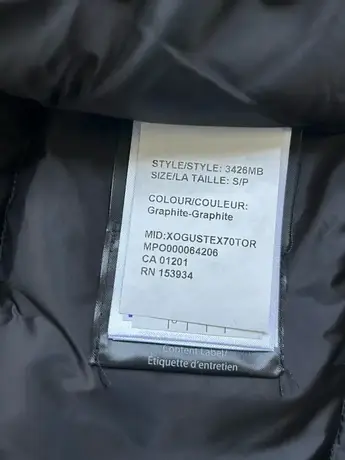 STYLE/STYLE: 3426MB
SIZE/LA TAILLE: S/P
COLOUR/COULEUR:
Graphite-Graphite
MID:XOGUSTEX70TOR
MPO000064206
CA 01201
RN 153934
Content Label/
Étiquette d'entretien